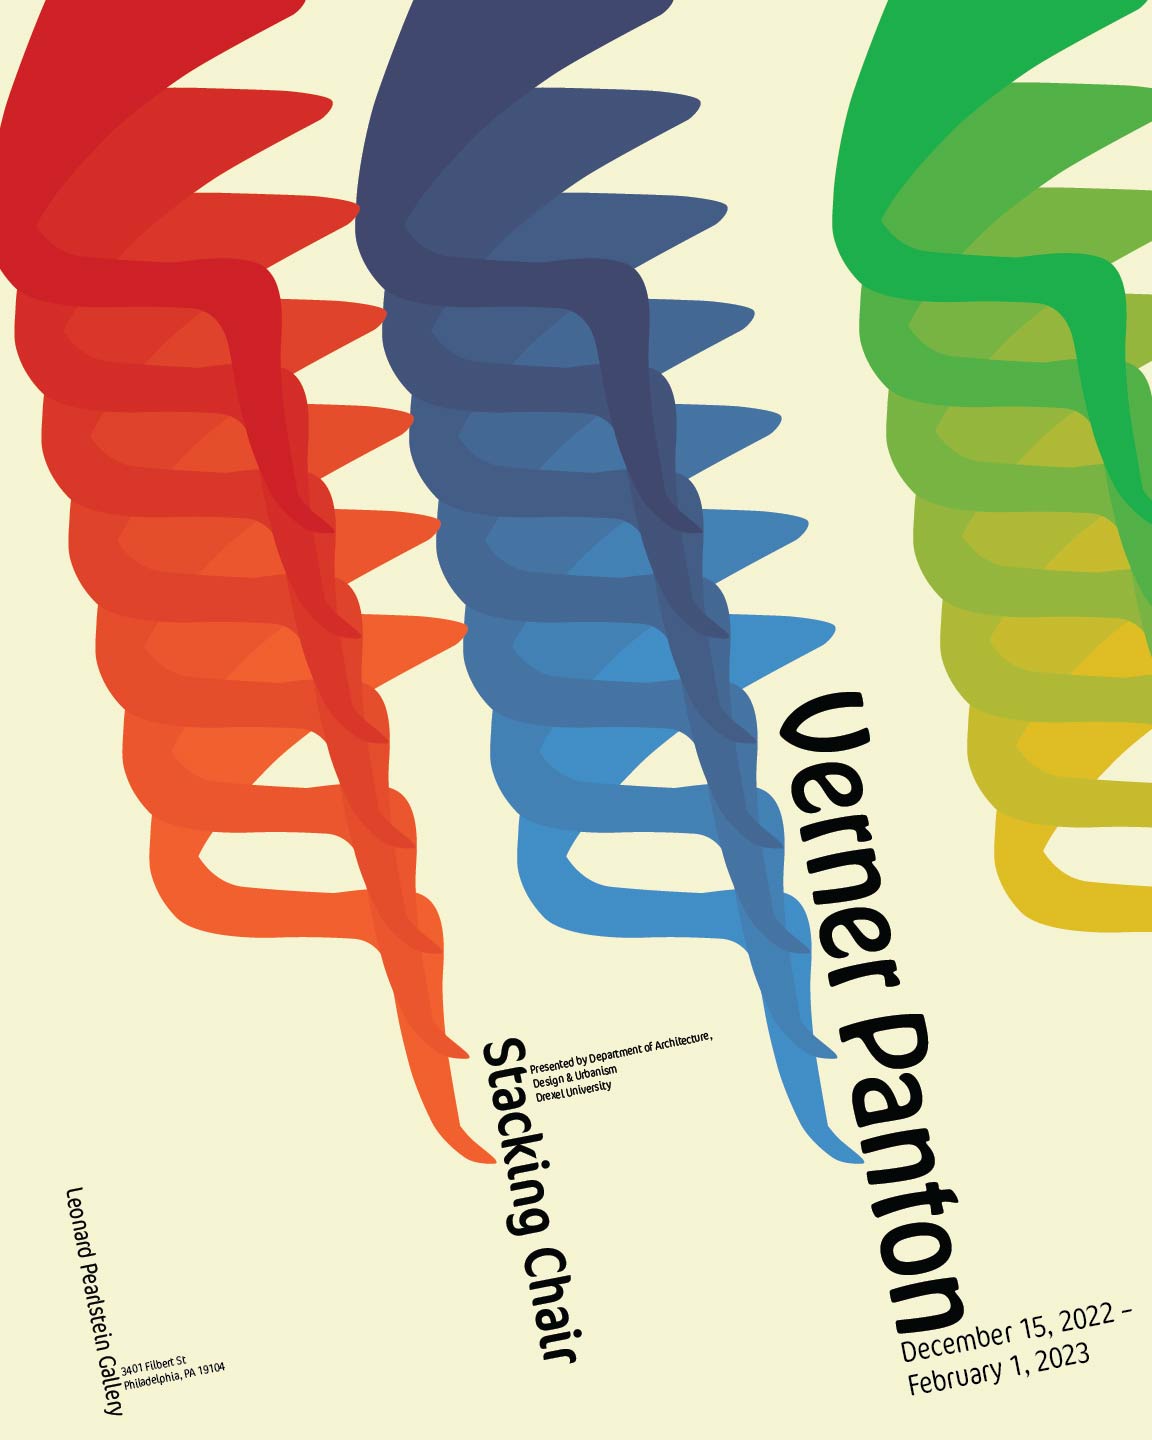 Verner Panton
December 15, 2022 –
February 1, 2023
Stacking Chair
Presented by Department of Architecture,
Design & Urbanism
Drexel University
Leonard Pearlstein Gallery
3401 Filbert St
Philadelphia, PA 19104